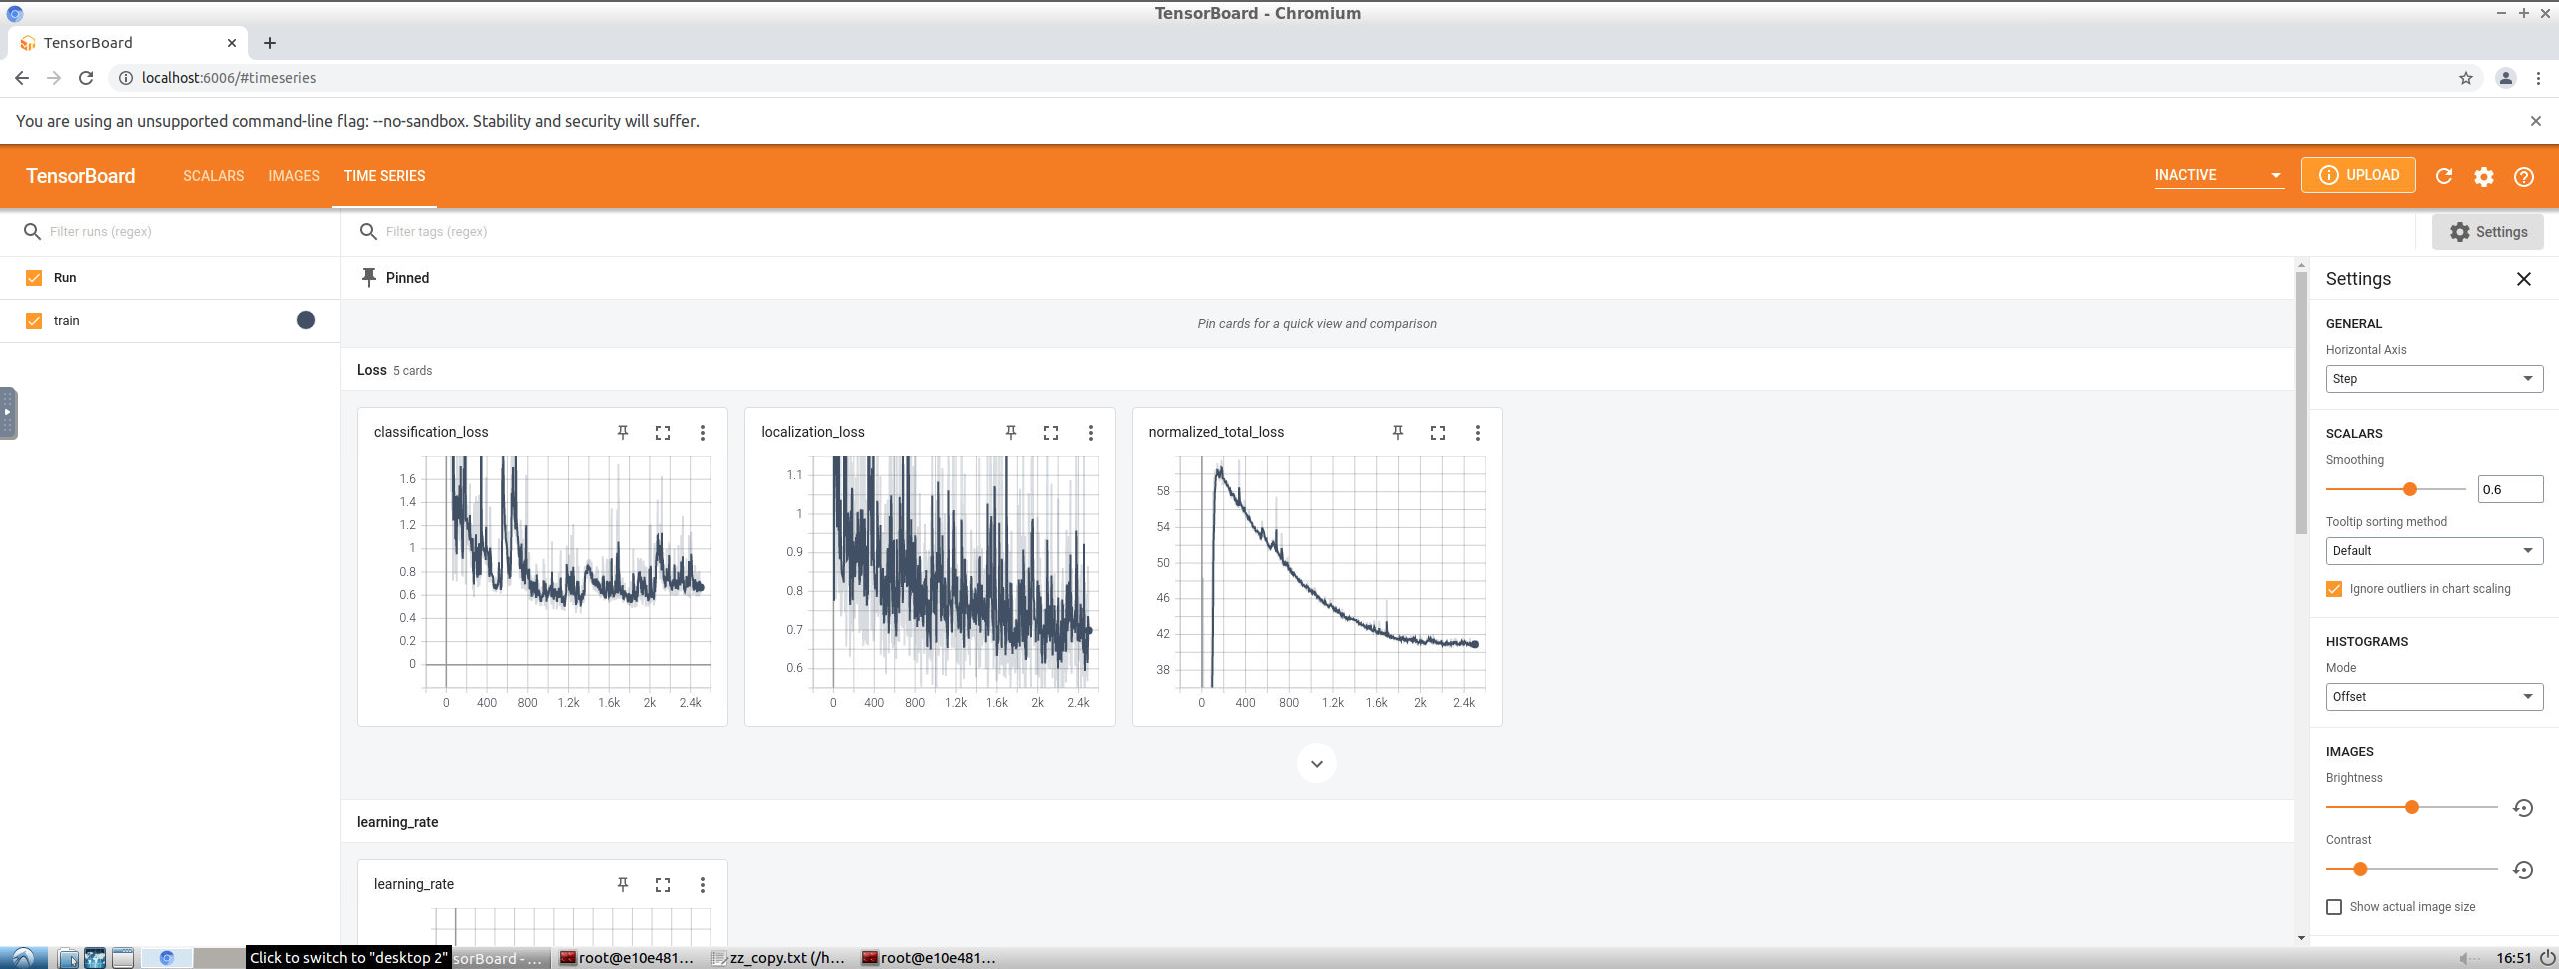 TensorBoard - Chromium
TensorBoard
localhost:6006/#timeseries
You are using an unsupported command-line flag: --no-sandbox. Stability and security will suffer.
TensorBoard
SCALARS
IMAGES
TIME SERIES
INACTIVE
UPLOAD
Filter runs (regex)
Filter tags (regex)
Settings
Run
train
Pinned
Pin cards for a quick view and comparison
Loss 5 cards
classification_loss
1.6
1.4
1.2
1
0.8
0.6
0.4
0.2
0
0 400 800 1.2k 1.6k 2k 2.4k
localization_loss
1.1
1
0.9
0.8
0.7
0.6
0 400 800 1.2k 1.6k 2k 2.4k
normalized_total_loss
58
54
50
46
42
38
0 400 800 1.2k 1.6k 2k 2.4k
learning_rate
learning_rate
Settings
GENERAL
Horizontal Axis
Step
SCALARS
Smoothing
0.6
Tooltip sorting method
Default
Ignore outliers in chart scaling
HISTOGRAMS
Mode
Offset
IMAGES
Brightness
Contrast
Show actual image size
Click to switch to "desktop 2"
sorBoard - ...
root@e10e481...
zz_copy.txt (/h...
root@e10e481...
16:51